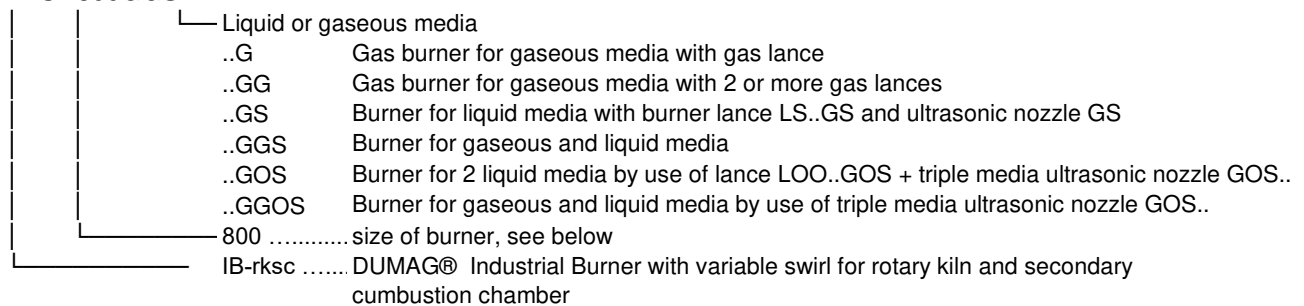 Liquid or gaseous media
..G Gas burner for gaseous media with gas lance
..GG Gas burner for gaseous media with 2 or more gas lances
..GS Burner for liquid media with burner lance LS..GS and ultrasonic nozzle GS
..GGS Burner for gaseous and liquid media
..GOS Burner for 2 liquid media by use of lance LOO..GOS + triple media ultrasonic nozzle GOS..
..GGOS Burner for gaseous and liquid media by use of triple media ultrasonic nozzle GOS..
800 …......... size of burner, see below
IB-rksc ….... DUMAG® Industrial Burner with variable swirl for rotary kiln and secondary
cumbustion chamber